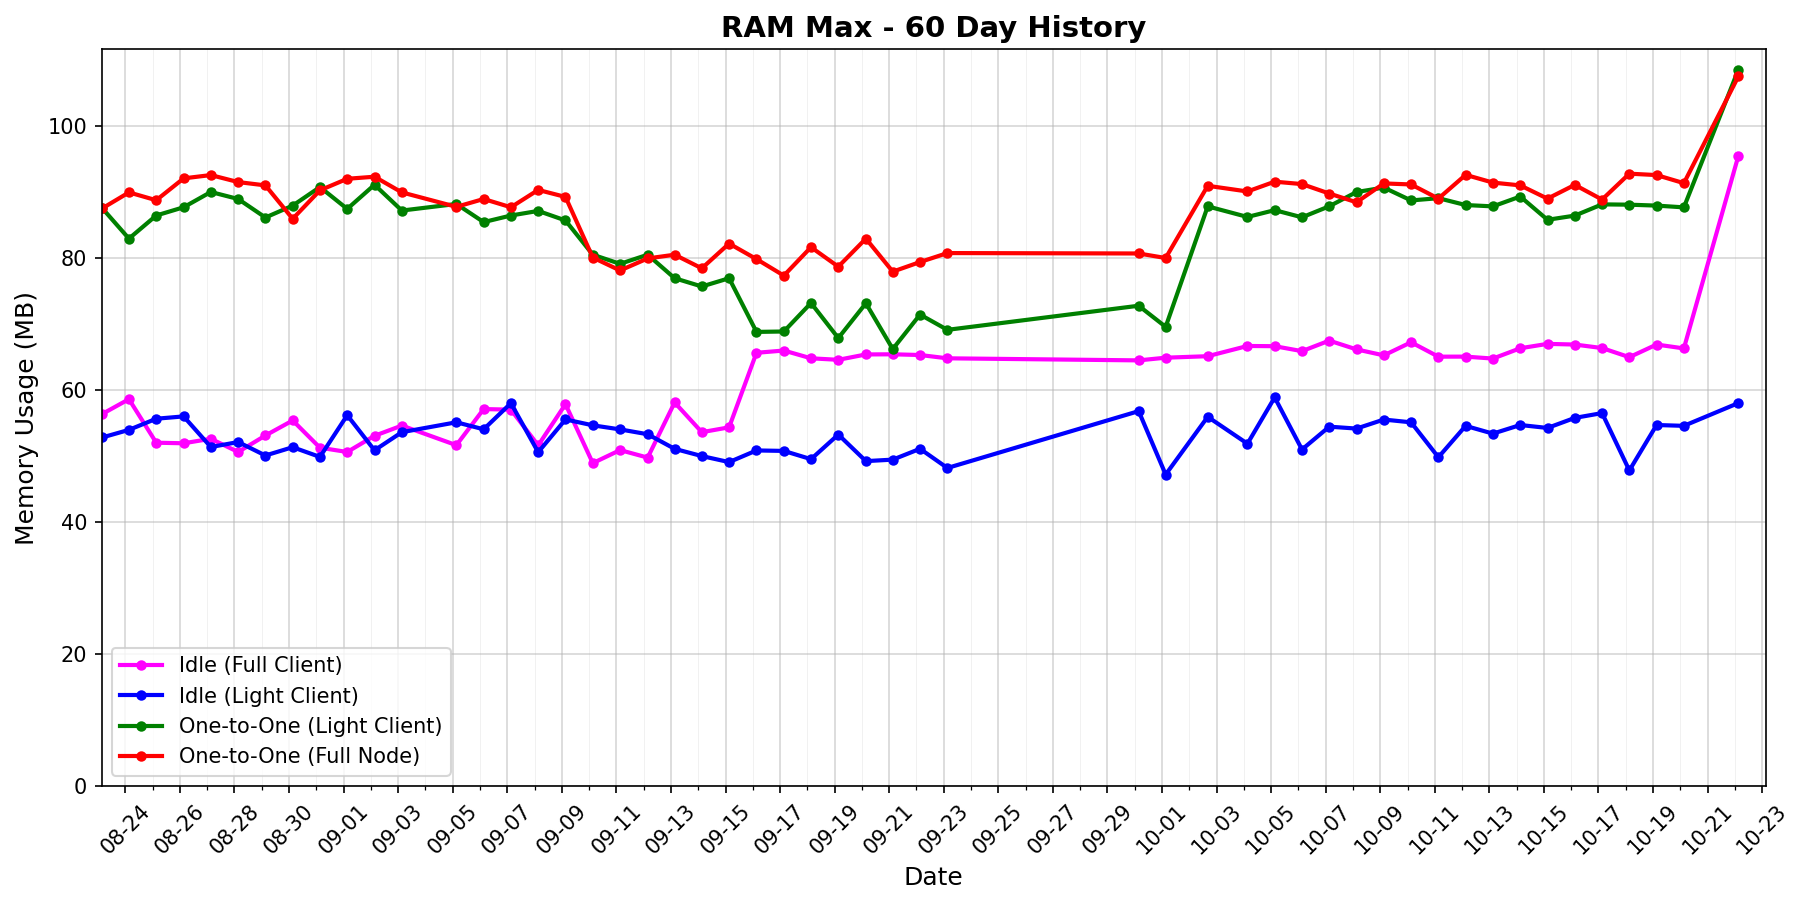 RAM Max - 60 Day History
Memory Usage (MB)
100
80
60
40
20
0
Idle (Full Client)
Idle (Light Client)
One-to-One (Light Client)
One-to-One (Full Node)
08-24 08-26 08-28 08-30 09-01 09-03 09-05 09-07 09-09 09-11 09-13 09-15 09-17 09-19 09-21 09-23 09-25 09-27 09-29 10-01 10-03 10-05 10-07 10-09 10-11 10-13 10-15 10-17 10-19 10-21 10-23
Date